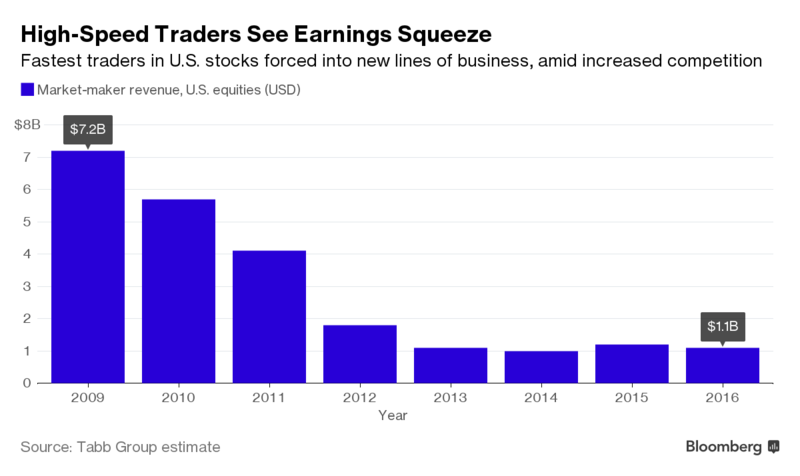 High-Speed Traders See Earnings Squeeze
Fastest traders in U.S. stocks forced into new lines of business, amid increased competition
Market-maker revenue, U.S. equities (USD)
$8B
$7.2B
7
6
5
4
3
2
$1.1B
1
0
2009 2010 2011 2012 2013 2014 2015 2016
Year
Source: Tabb Group estimate
Bloomberg